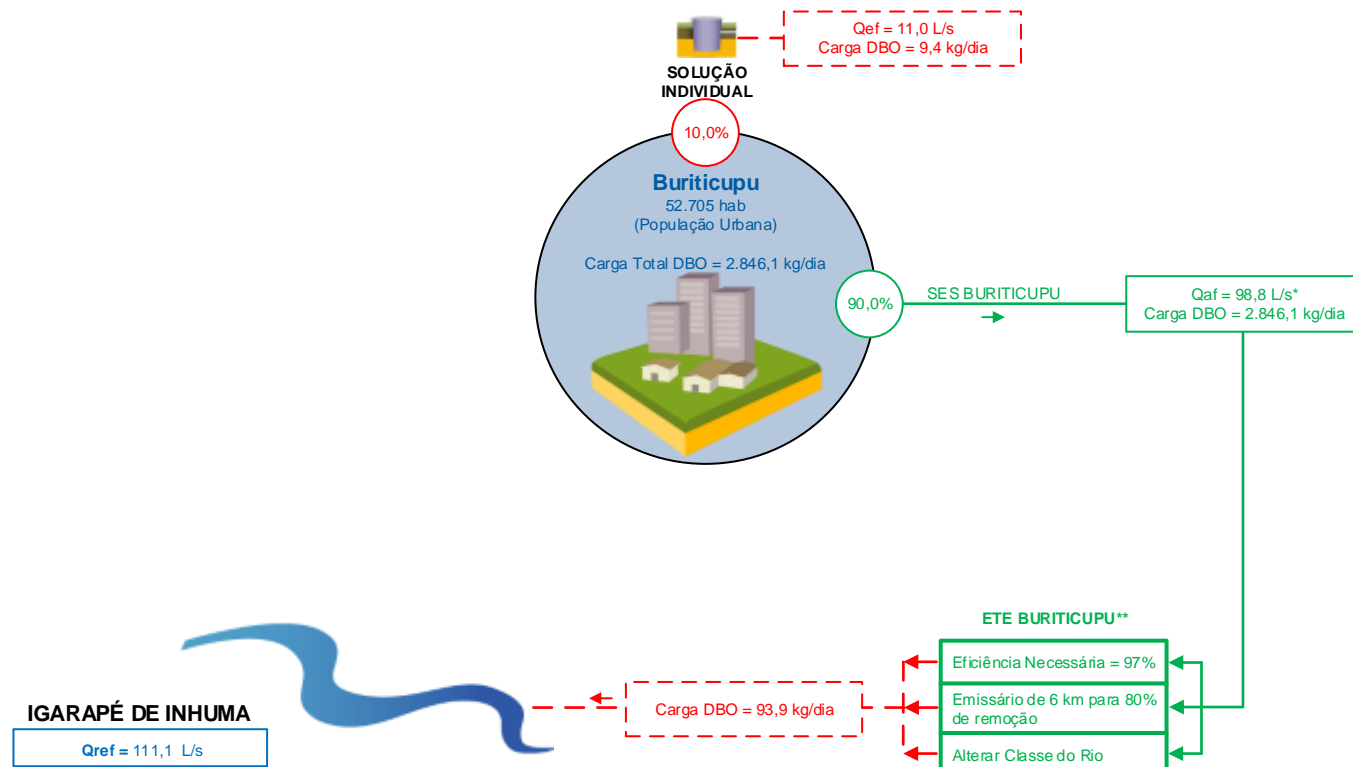 Qef = 11,0 L/s
Carga DBO = 9,4 kg/dia
SOLUÇÃO
INDIVIDUAL
10,0%
Buriticupu
52.705 hab
(População Urbana)
Carga Total DBO = 2.846,1 kg/dia
90,0%
SES BURITICUPU
Qaf = 98,8 L/s*
Carga DBO = 2.846,1 kg/dia
ETE BURITICUPU**
Eficiência Necessária = 97%
Emissário de 6 km para 80%
de remoção
Alterar Classe do Rio
Carga DBO = 93,9 kg/dia
IGARAPÉ DE INHUMA
Qref = 111,1 L/s